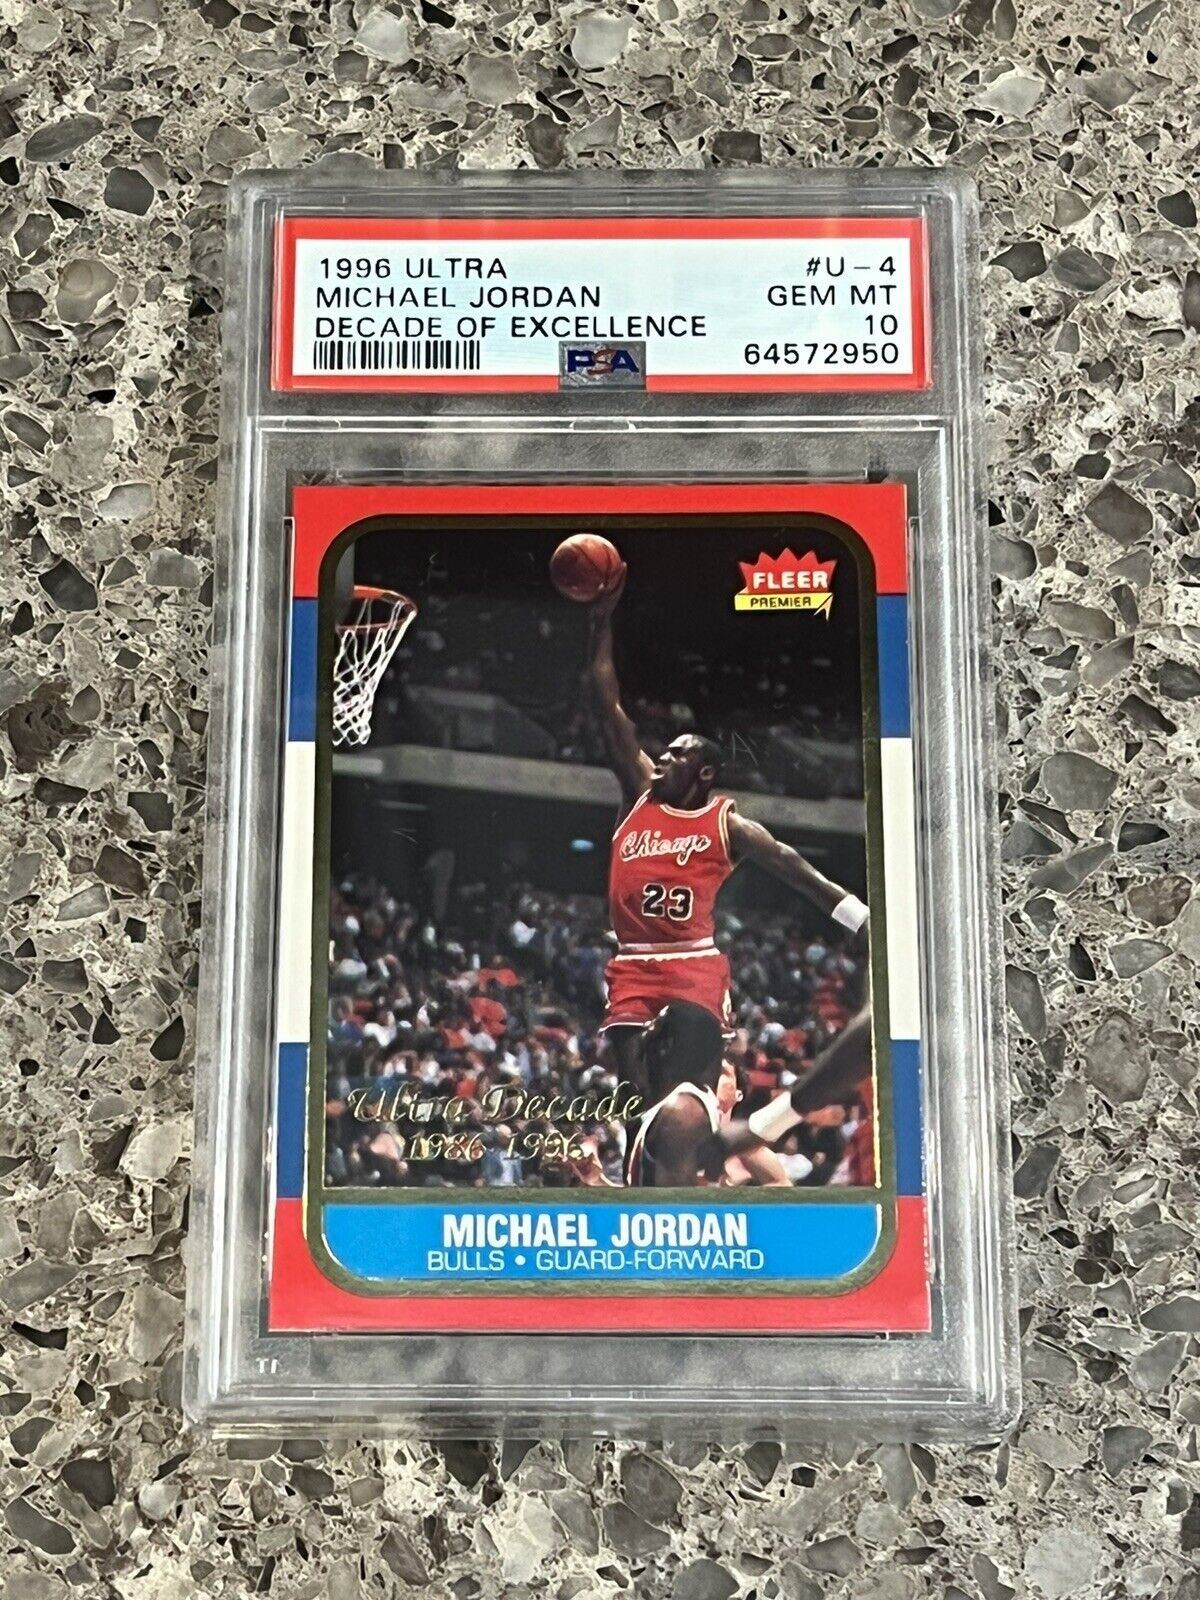 1996 ULTRA #U-4
MICHAEL JORDAN GEM MT
DECADE OF EXCELLENCE 10
PSA 64572950
FLEER
PREMIER
Chicago
23
Ultra Decade
1986-1996
MICHAEL JORDAN
BULLS • GUARD-FORWARD